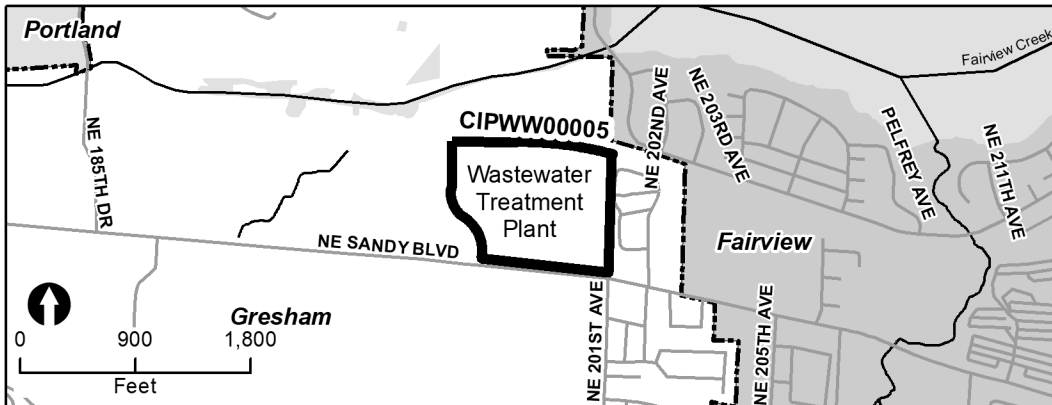 Portland
Fairview Creek
NE 185TH DR
CIPWW00005
NE 202ND AVE
NE 203RD AVE
PELFREY AVE
NE 211TH AVE
Wastewater
Treatment
Plant
NE SANDY BLVD
Fairview
Gresham
NE 201ST AVE
NE 205TH AVE
0 900 1,800
Feet